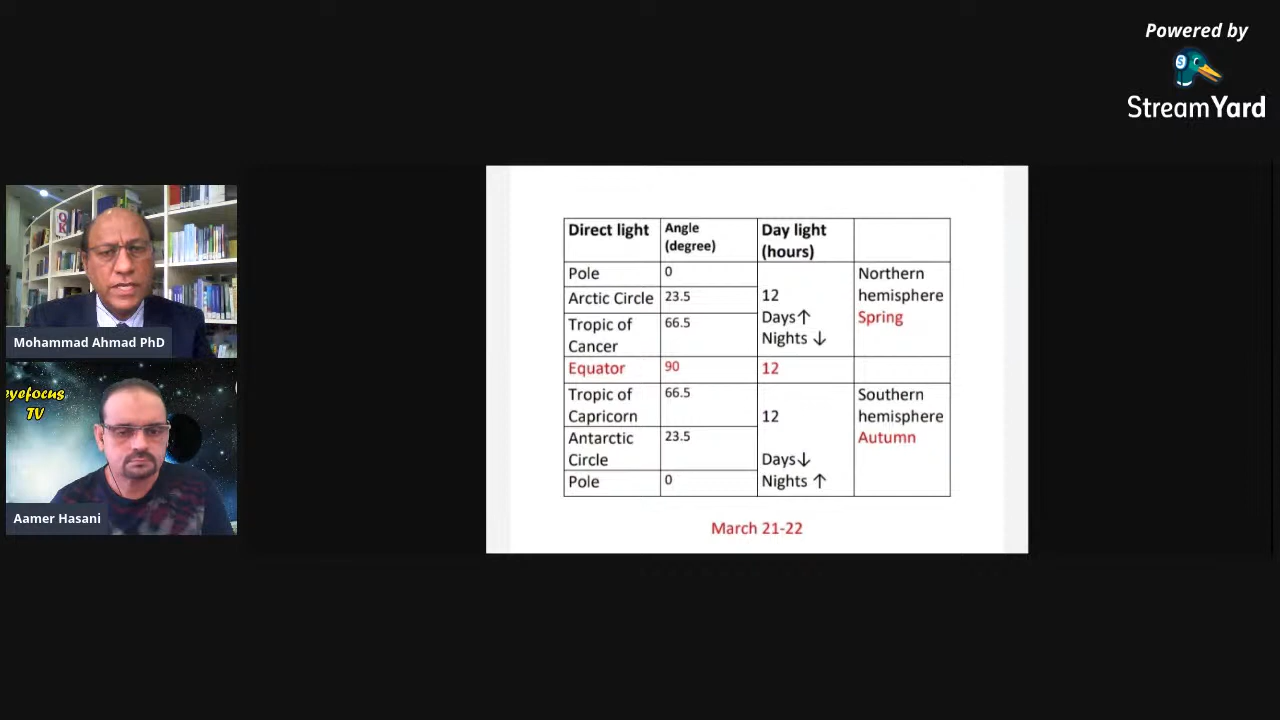 Powered by
StreamYard
Direct light
Angle
(degree)
Day light
(hours)
Pole
0
12
Days↑
Nights ↓
Northern
hemisphere
Spring
Arctic Circle
23.5
Tropic of
Cancer
66.5
Equator
90
12
Tropic of
Capricorn
66.5
12
Days↓
Nights ↑
Southern
hemisphere
Autumn
Antarctic
Circle
23.5
Pole
0
March 21-22
Mohammad Ahmad PhD
eyefocus
TV
Aamer Hasani